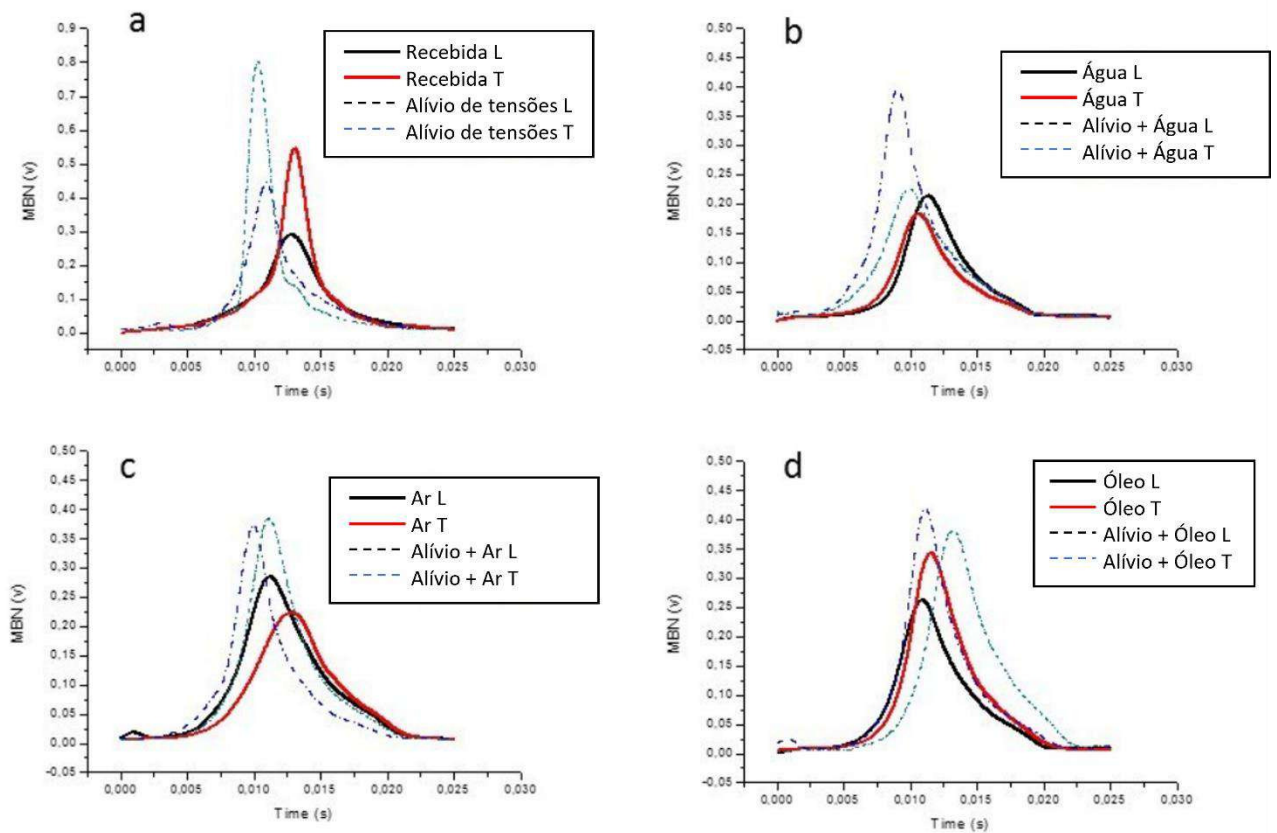 a
0,9
0,8
0,7
0,6
0,5
0,4
0,3
0,2
0,1
0,0
MBN (v)
0,000 0,005 0,010 0,015 0,020 0,025 0,030
Time (s)
Recebida L
Recebida T
Alívio de tensões L
Alívio de tensões T
b
0,50
0,45
0,40
0,35
0,30
0,25
0,20
0,15
0,10
0,05
0,00
-0,05
MBN (v)
0,000 0,005 0,010 0,015 0,020 0,025 0,030
Time (s)
Água L
Água T
Alívio + Água L
Alívio + Água T
c
0,50
0,45
0,40
0,35
0,30
0,25
0,20
0,15
0,10
0,05
0,00
-0,05
MBN (v)
0,000 0,005 0,010 0,015 0,020 0,025 0,030
Time (s)
Ar L
Ar T
Alívio + Ar L
Alívio + Ar T
d
0,50
0,45
0,40
0,35
0,30
0,25
0,20
0,15
0,10
0,05
0,00
-0,05
MBN (v)
0,000 0,005 0,010 0,015 0,020 0,025 0,030
Time (s)
Óleo L
Óleo T
Alívio + Óleo L
Alívio + Óleo T